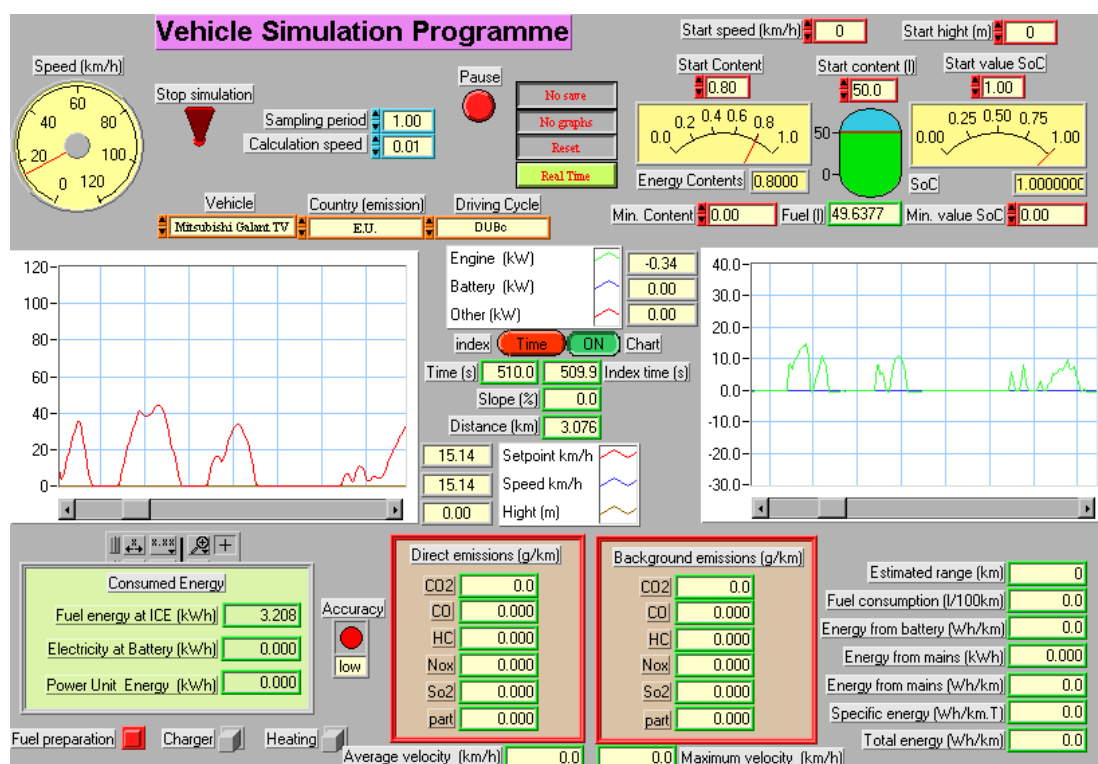 Vehicle Simulation Programme
Start speed (km/h) 0 Start hight (m) 0
Speed (km/h)
60
40 80
20 100
0 120
Stop simulation
Sampling period 1.00
Calculation speed 0.01
Pause
No save
No graphs
Reset
Real Time
Start Content
0.80
0.0 0.2 0.4 0.6 0.8 1.0
Energy Contents 0.8000
Min. Content 0.00
Start content (l)
50.0
50
0
Fuel (l) 49.6377
Start value SoC
1.00
0.00 0.25 0.50 0.75 1.00
SoC 1.000000
Min. value SoC 0.00
Vehicle Country (emission) Driving Cycle
Mitsubishi Galant TV E.U. DUBc
120
100
80
60
40
20
0
Engine (kW) -0.34
Battery (kW) 0.00
Other (kW) 0.00
index Time ON Chart
Time (s) 510.0 509.9 Index time (s)
Slope (%) 0.0
Distance (km) 3.076
15.14 Setpoint km/h
15.14 Speed km/h
0.00 Hight (m)
40.0
30.0
20.0
10.0
0.0
-10.0
-20.0
-30.0
Consumed Energy
Fuel energy at ICE (kWh) 3.208
Electricity at Battery (kWh) 0.000
Power Unit Energy (kWh) 0.000
Accuracy
low
Fuel preparation Charger Heating
Direct emissions (g/km)
CO2 0.0
CO 0.000
HC 0.000
Nox 0.000
So2 0.000
part 0.000
Background emissions (g/km)
CO2 0.0
CO 0.000
HC 0.000
Nox 0.000
So2 0.000
part 0.000
Average velocity (km/h) 0.0 0.0 Maximum velocity (km/h)
Estimated range (km) 0
Fuel consumption (l/100km) 0.0
Energy from battery (Wh/km) 0.0
Energy from mains (kWh) 0.000
Energy from mains (Wh/km) 0.0
Specific energy (Wh/km.T) 0.0
Total energy (Wh/km) 0.0